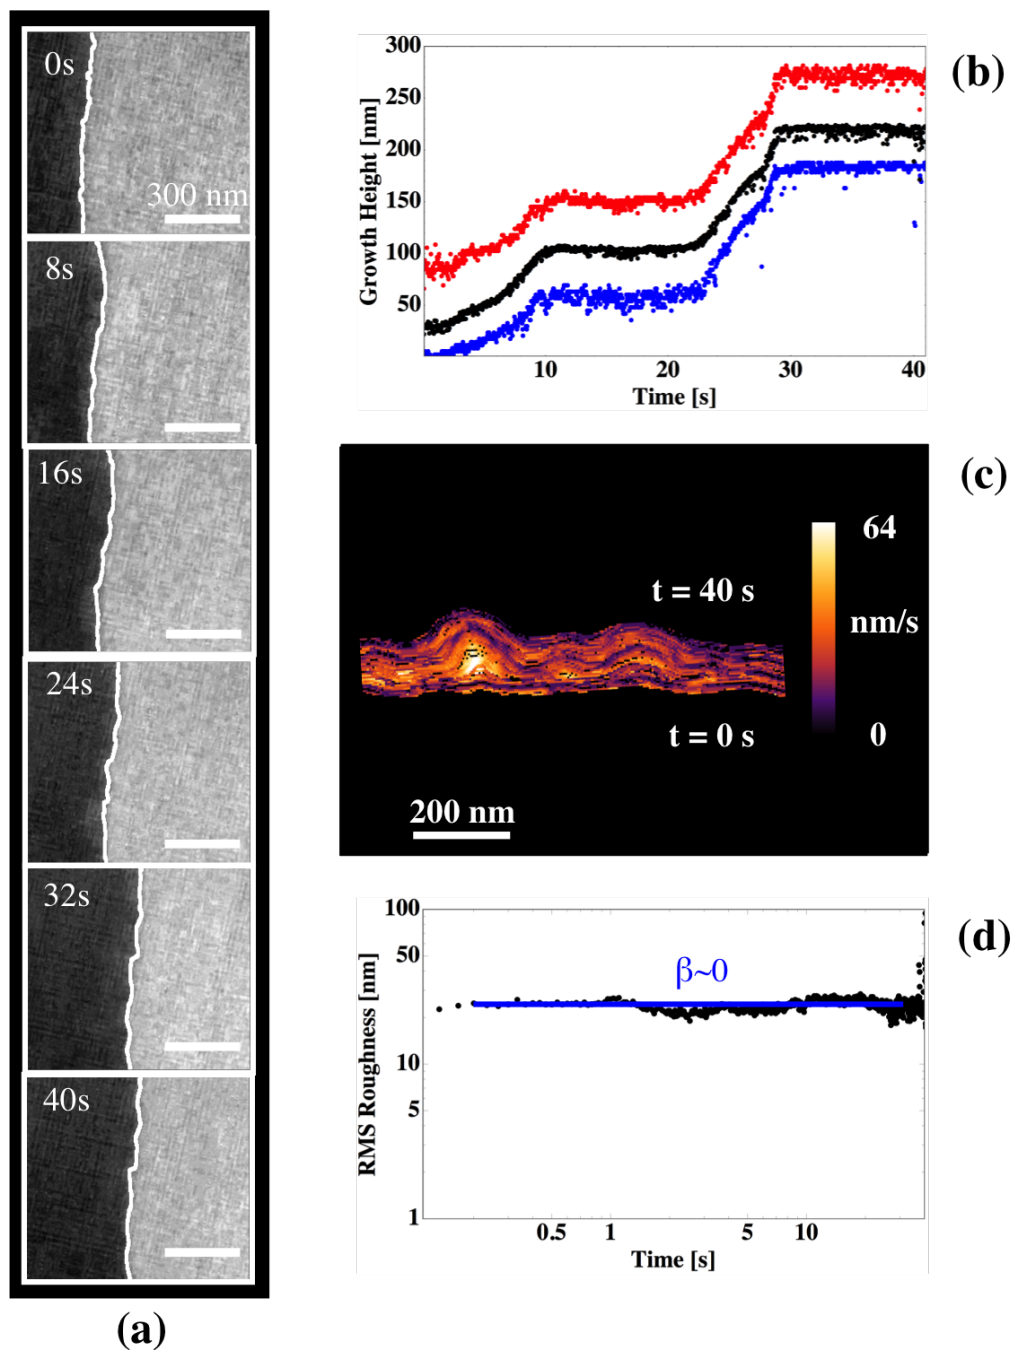 0s
300 nm
8s
16s
24s
32s
40s
(a)
300
250
200
150
100
50
Growth Height [nm]
10
20
30
40
Time [s]
(b)
64
t = 40 s
nm/s
t = 0 s
0
200 nm
(c)
100
50
10
5
1
RMS Roughness [nm]
β~0
0.5
1
5
10
Time [s]
(d)